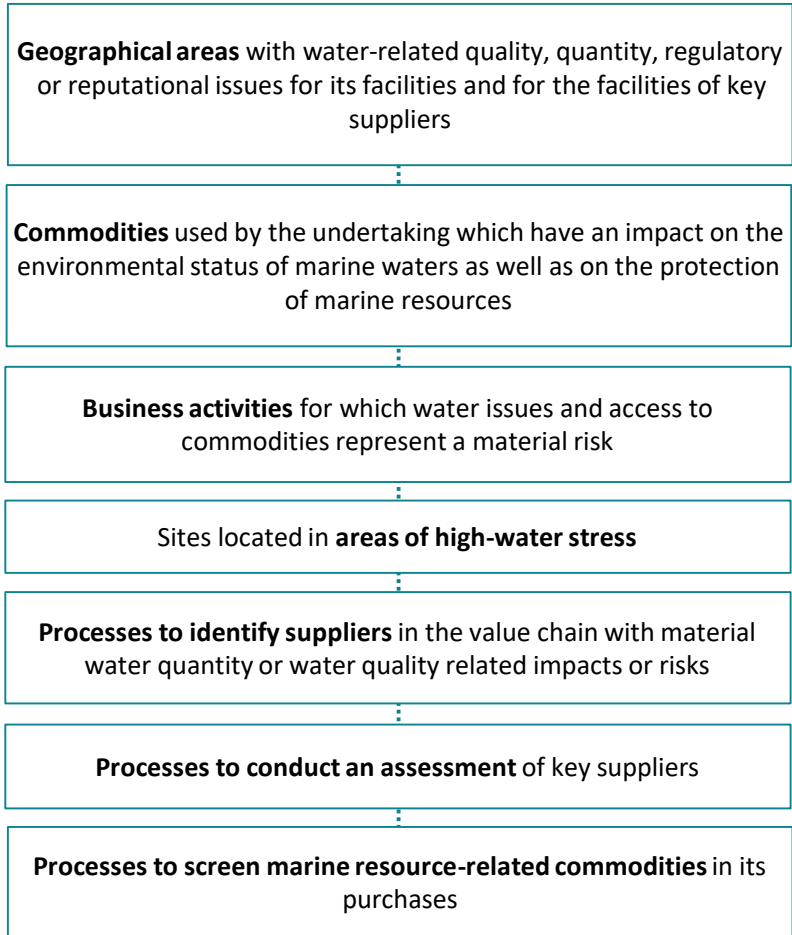 Geographical areas with water-related quality, quantity, regulatory
or reputational issues for its facilities and for the facilities of key
suppliers
Commodities used by the undertaking which have an impact on the
environmental status of marine waters as well as on the protection
of marine resources
Business activities for which water issues and access to
commodities represent a material risk
Sites located in areas of high-water stress
Processes to identify suppliers in the value chain with material
water quantity or water quality related impacts or risks
Processes to conduct an assessment of key suppliers
Processes to screen marine resource-related commodities in its
purchases